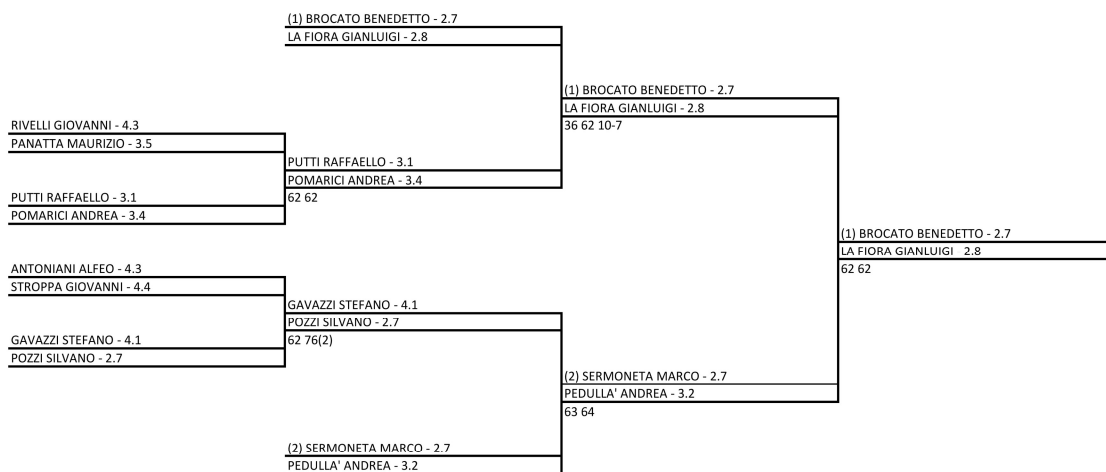 (1) BROCATO BENEDETTO - 2.7
LA FIORA GIANLUIGI - 2.8
(1) BROCATO BENEDETTO - 2.7
LA FIORA GIANLUIGI - 2.8
36 62 10-7
RIVELLI GIOVANNI - 4.3
PANATTA MAURIZIO - 3.5
PUTTI RAFFAELLO - 3.1
POMARICI ANDREA - 3.4
62 62
PUTTI RAFFAELLO - 3.1
POMARICI ANDREA - 3.4
(1) BROCATO BENEDETTO - 2.7
LA FIORA GIANLUIGI 2.8
62 62
ANTONIANI ALFEO - 4.3
STROPPA GIOVANNI - 4.4
GAVAZZI STEFANO - 4.1
POZZI SILVANO - 2.7
62 76(2)
GAVAZZI STEFANO - 4.1
POZZI SILVANO - 2.7
(2) SERMONETA MARCO - 2.7
PEDULLA' ANDREA - 3.2
63 64
(2) SERMONETA MARCO - 2.7
PEDULLA' ANDREA - 3.2